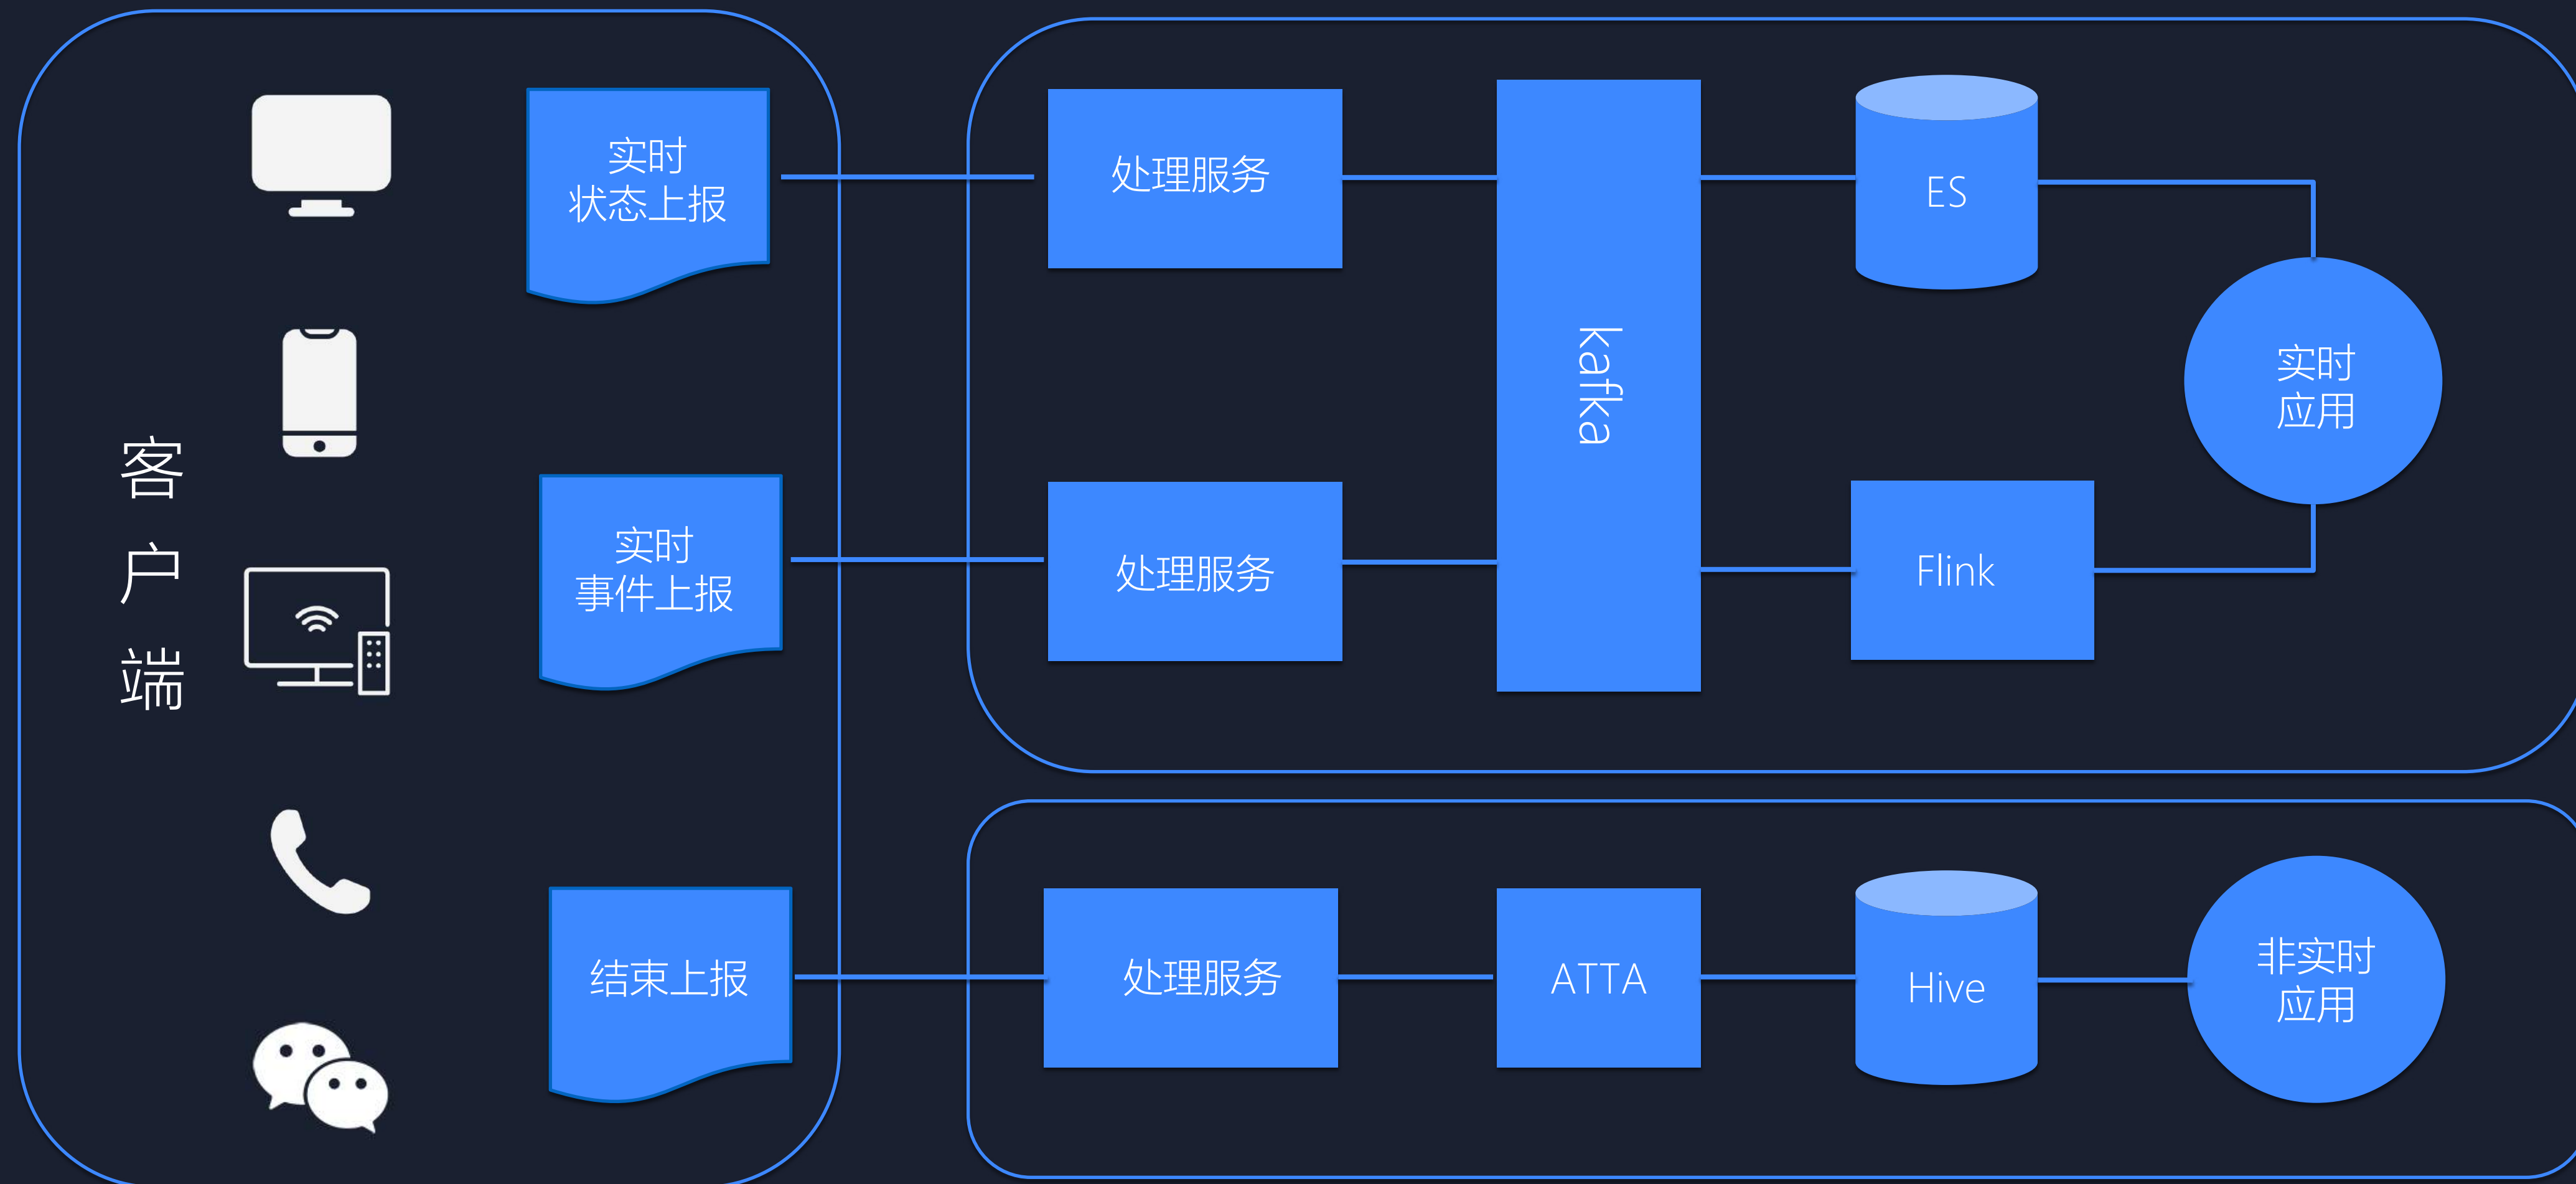 客户端
实时
状态上报
处理服务
kafka
ES
实时
应用
实时
事件上报
处理服务
Flink
结束上报
处理服务
ATTA
Hive
非实时
应用